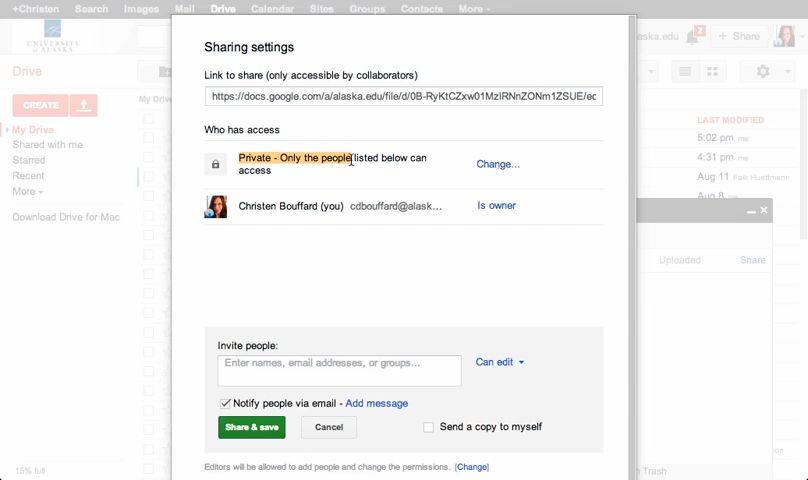 +Christen Search Images Mail Drive Calendar Sites Groups Contacts More
UNIVERSITY
of ALASKA
aska.edu
+ Share
Sharing settings
Link to share (only accessible by collaborators)
Drive
https://docs.google.com/a/alaska.edu/file/d/0B-RyKtCZxw01MzlRNnZONm1ZSUE/ec
CREATE
My Driv
LAST MODIFIED
My Drive
Who has access
5:02 pm me
Shared with me
Private - Only the people listed below can
access
Change...
4:31 pm me
Starred
Recent
Aug 11 Falk Huettmann
More
Aug 8
Christen Bouffard (you) cdbouffard@alask...
Is owner
Download Drive for Mac
Uploaded
Share
Invite people:
Enter names, email addresses, or groups...
Can edit
Notify people via email - Add message
Share & save
Cancel
Send a copy to myself
Editors will be allowed to add people and change the permissions. [Change]
15% full
Trash